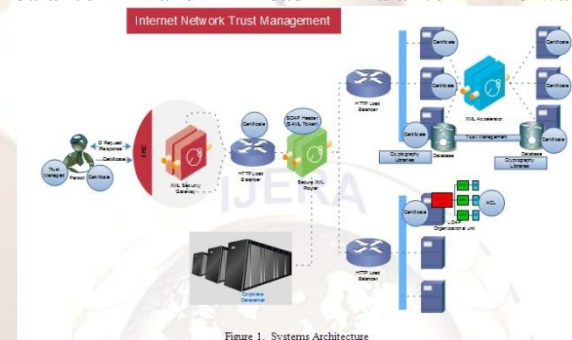 Internet Network Trust Management
Certificate
Certificate
Certificate
Certificate
HTTP Load
Balancer
XML Accelerator
Certificate
SOAP Header
(SAML Token)
ID Request
Response
Certificate
DMZ
Trust
Manager
Person
Certificate
XML Security
Gateway
HTTP Load
Balancer
Secure XML
Router
Certificate
Trust Management
Certificate
Cryptography
Libraries
Database
Database
Cryptography
Libraries
IJERA
Certificate
ACL
LDAP
Organizational unit
Corporate
Datacenter
HTTP Load
Balancer
Figure 1. Systems Architecture